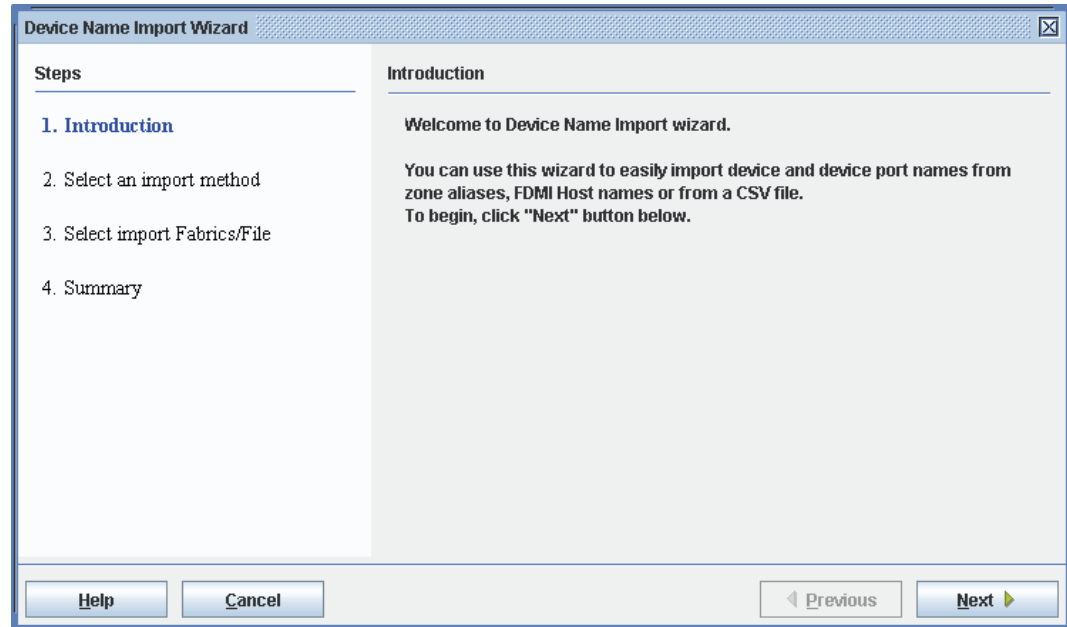 Device Name Import Wizard
Steps
1. Introduction
2. Select an import method
3. Select import Fabrics/File
4. Summary
Introduction
Welcome to Device Name Import wizard.
You can use this wizard to easily import device and device port names from
zone aliases, FDMI Host names or from a CSV file.
To begin, click "Next" button below.
Help
Cancel
Previous
Next